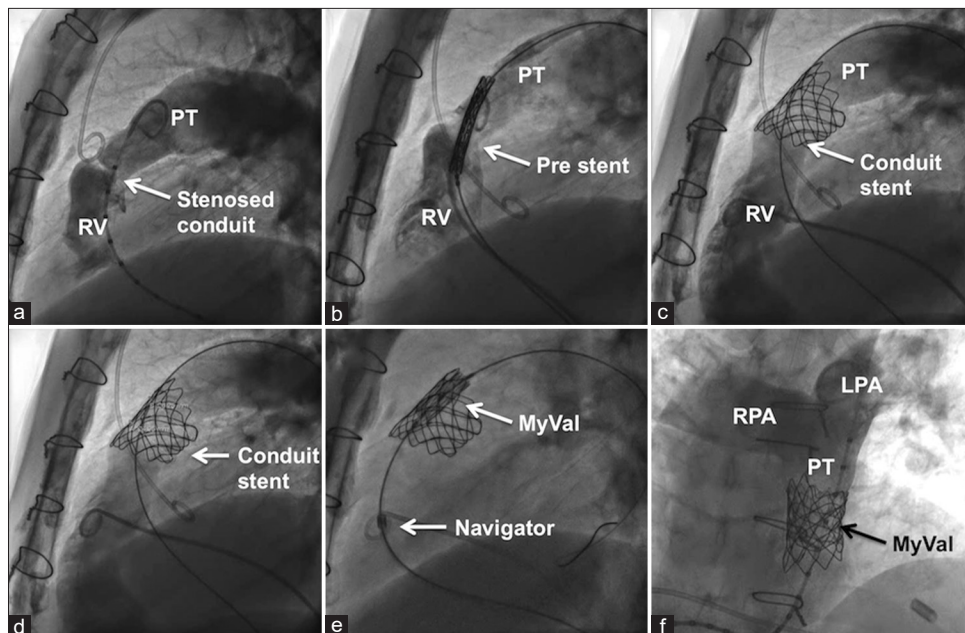 PT
Stenosed
conduit
RV
a
PT
Pre stent
RV
b
PT
Conduit
stent
RV
c
Conduit
stent
d
MyVal
Navigator
e
LPA
RPA
PT
MyVal
f